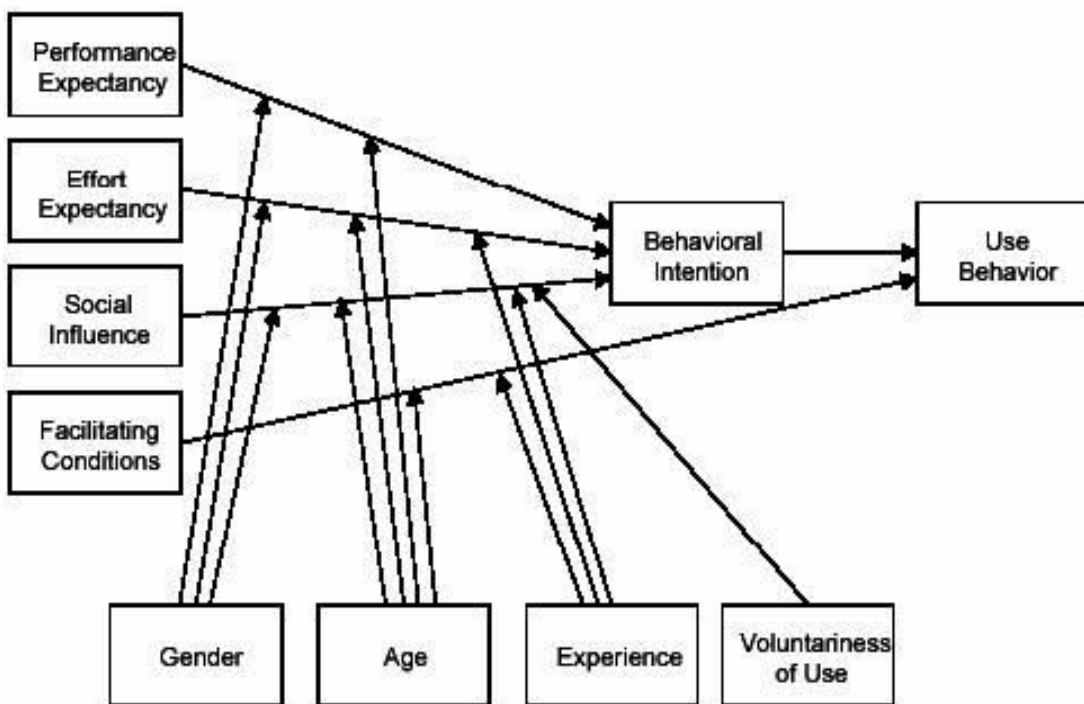 Performance
Expectancy
Effort
Expectancy
Social
Influence
Facilitating
Conditions
Behavioral
Intention
Use
Behavior
Gender
Age
Experience
Voluntariness
of Use